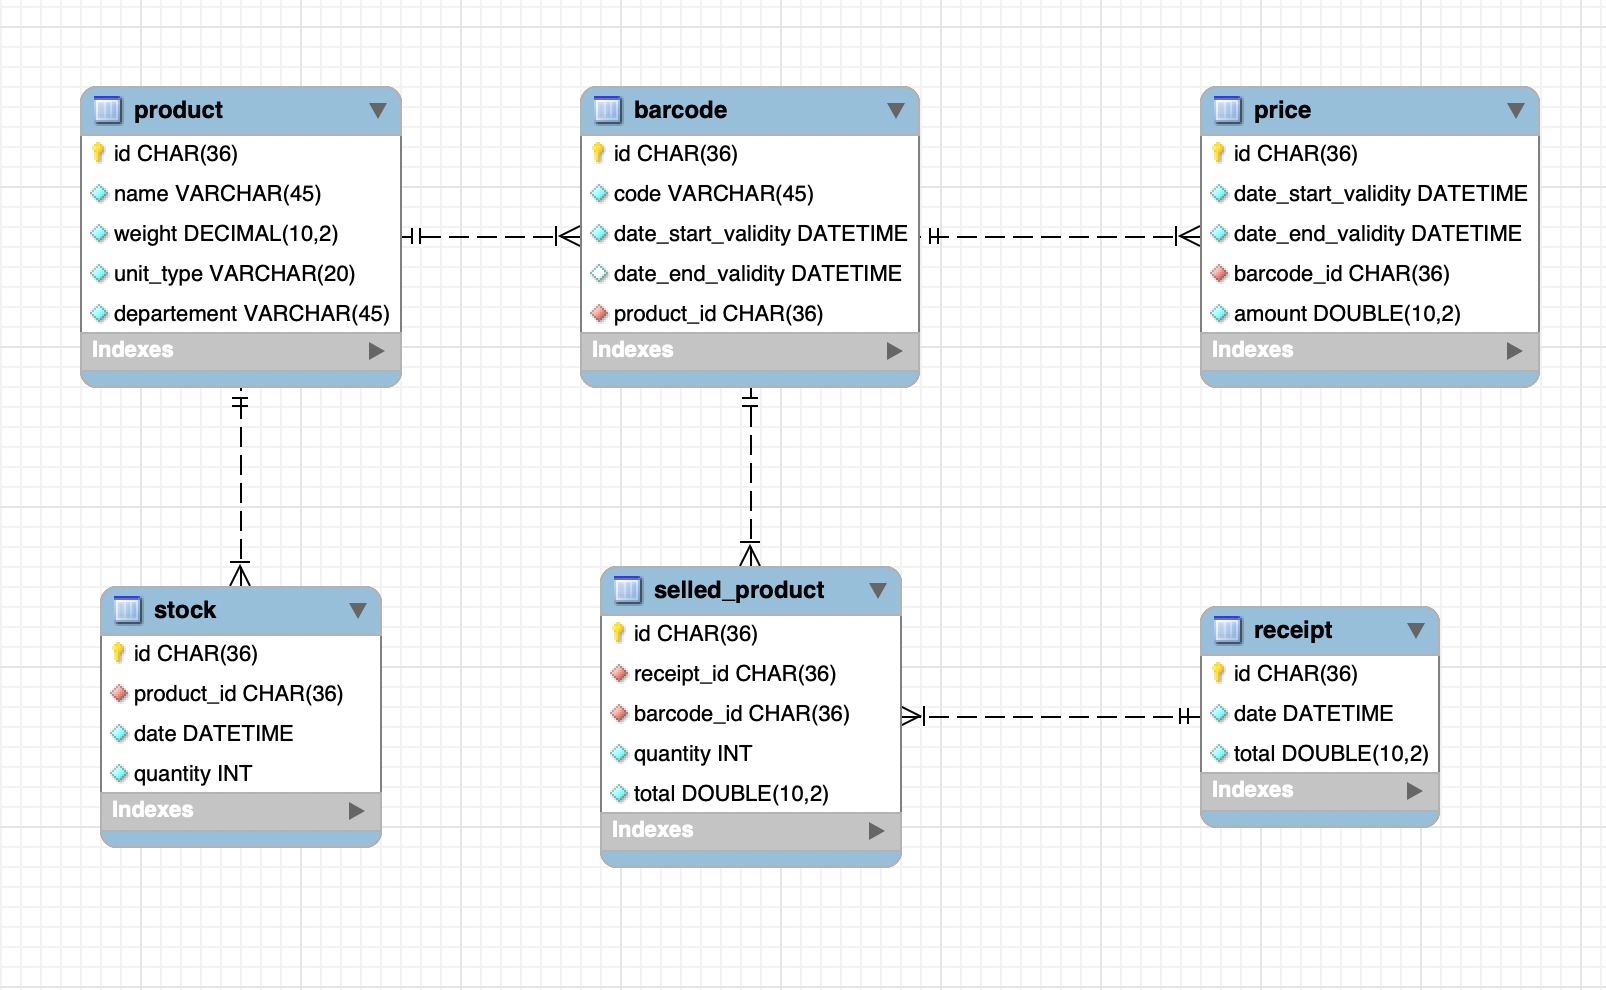 product
id CHAR(36)
name VARCHAR(45)
weight DECIMAL(10,2)
unit_type VARCHAR(20)
departement VARCHAR(45)
Indexes
barcode
id CHAR(36)
code VARCHAR(45)
date_start_validity DATETIME
date_end_validity DATETIME
product_id CHAR(36)
Indexes
price
id CHAR(36)
date_start_validity DATETIME
date_end_validity DATETIME
barcode_id CHAR(36)
amount DOUBLE(10,2)
Indexes
stock
id CHAR(36)
product_id CHAR(36)
date DATETIME
quantity INT
Indexes
selled_product
id CHAR(36)
receipt_id CHAR(36)
barcode_id CHAR(36)
quantity INT
total DOUBLE(10,2)
Indexes
receipt
id CHAR(36)
date DATETIME
total DOUBLE(10,2)
Indexes